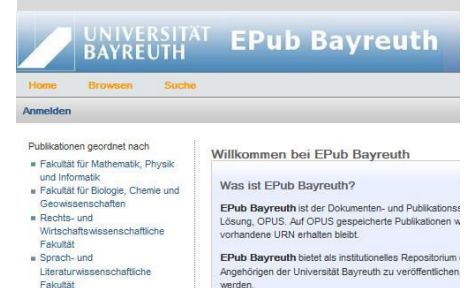 UNIVERSITÄT
BAYREUTH
EPub Bayreuth
Home Browsen Suche
Anmelden
Publikationen geordnet nach
Fakultät für Mathematik, Physik
und Informatik
Fakultät für Biologie, Chemie und
Geowissenschaften
Rechts- und
Wirtschaftswissenschaftliche
Fakultät
Sprach- und
Literaturwissenschaftliche
Fakultät
Willkommen bei EPub Bayreuth
Was ist EPub Bayreuth?
EPub Bayreuth ist der Dokumenten- und Publikationss
Lösung, OPUS. Auf OPUS gespeicherte Publikationen w
vorhandene URN erhalten bleibt.
EPub Bayreuth bietet als institutionelles Repositorium
Angehörigen der Universität Bayreuth zu veröffentlichen
werden.